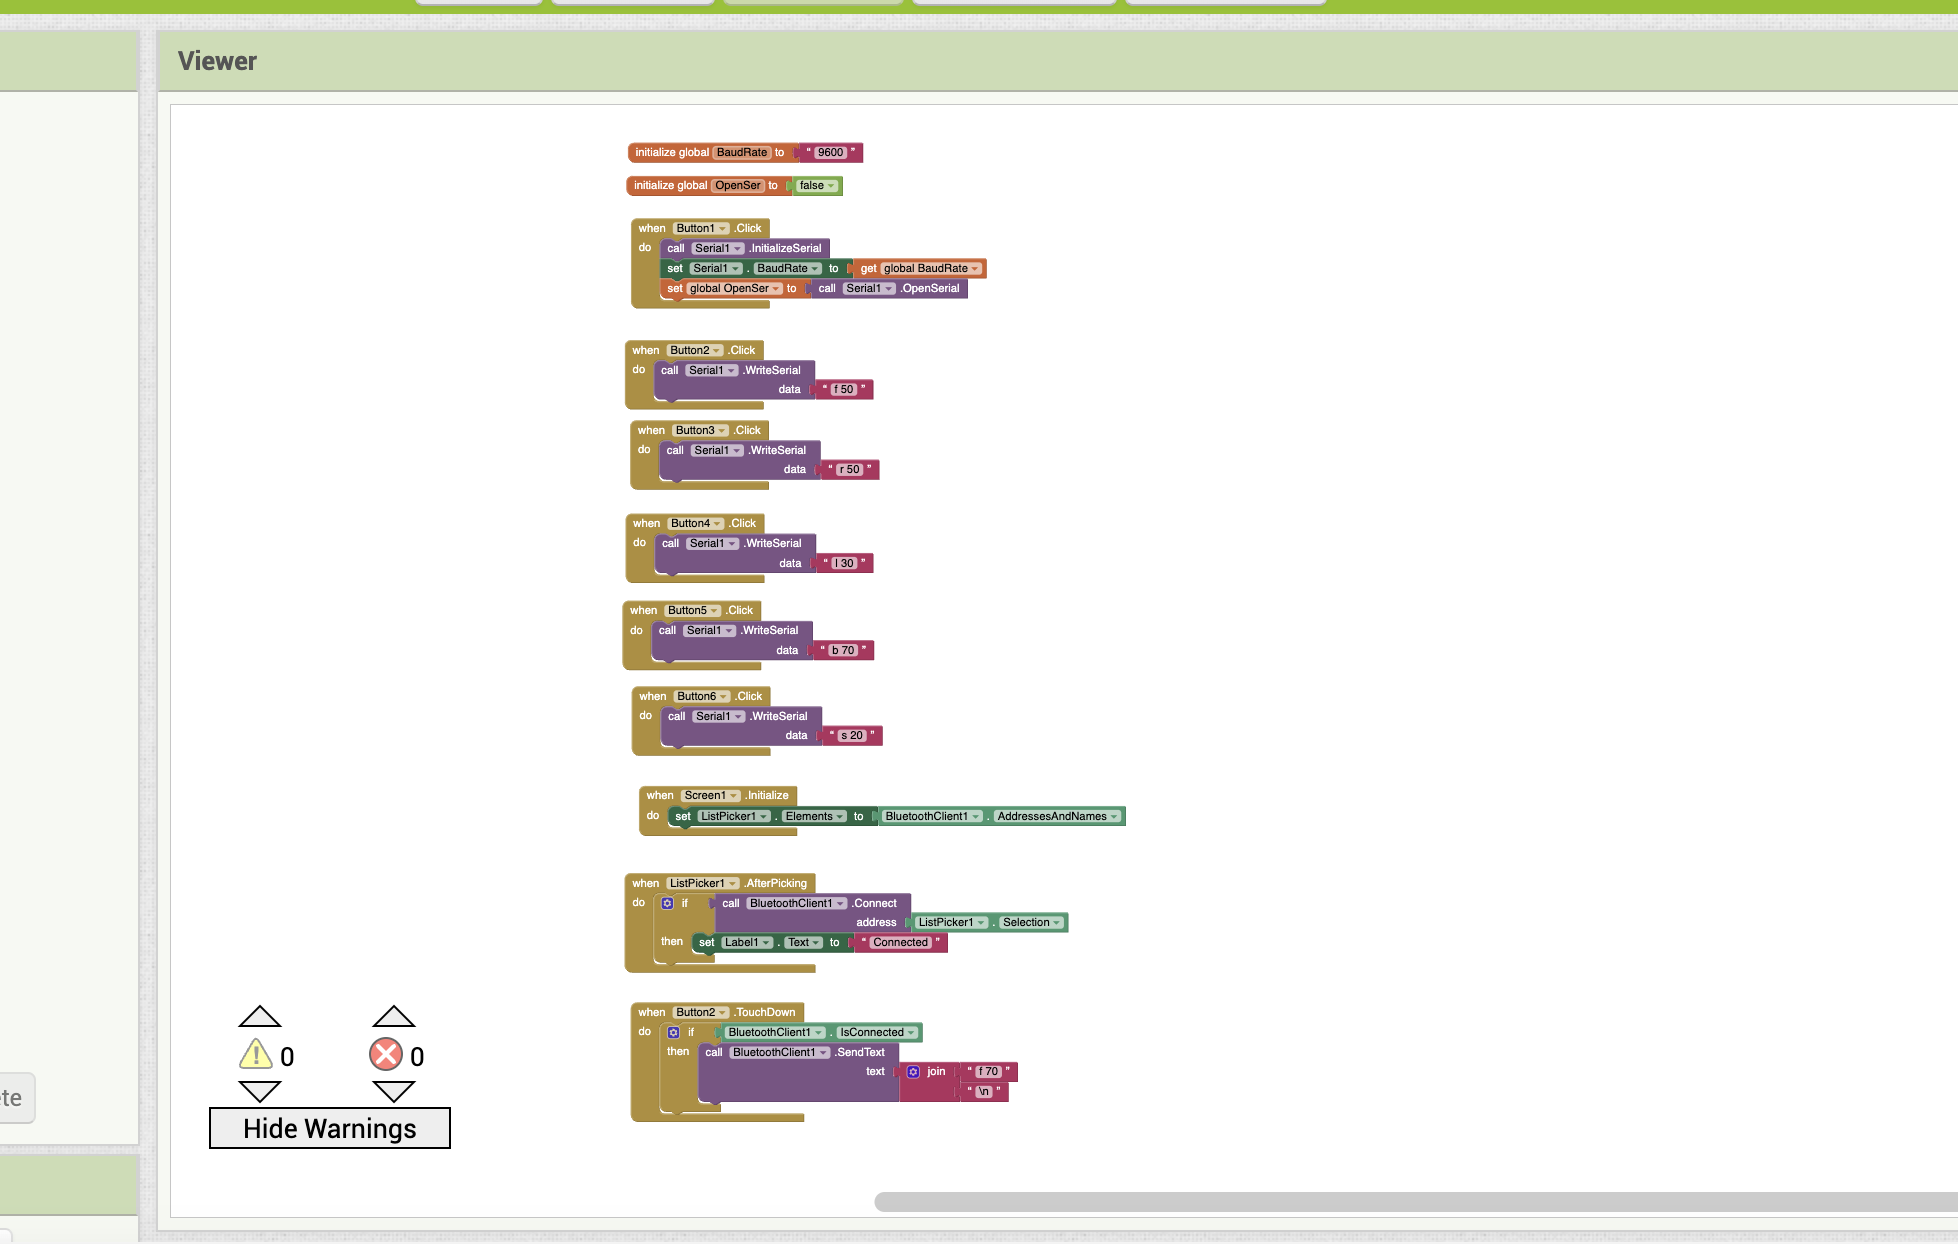 Viewer
initialize global BaudRate to " 9600 "
initialize global OpenSer to false
when Button1 .Click
do call Serial1 .InitializeSerial
set Serial1 . BaudRate to get global BaudRate
set global OpenSer to call Serial1 .OpenSerial
when Button2 .Click
do call Serial1 .WriteSerial
data " f 50 "
when Button3 .Click
do call Serial1 .WriteSerial
data " r 50 "
when Button4 .Click
do call Serial1 .WriteSerial
data " l 30 "
when Button5 .Click
do call Serial1 .WriteSerial
data " b 70 "
when Button6 .Click
do call Serial1 .WriteSerial
data " s 20 "
when Screen1 .Initialize
do set ListPicker1 . Elements to BluetoothClient1 . AddressesAndNames
when ListPicker1 .AfterPicking
do if call BluetoothClient1 .Connect
address ListPicker1 . Selection
then set Label1 . Text to " Connected "
when Button2 .TouchDown
do if BluetoothClient1 . IsConnected
then call BluetoothClient1 .SendText
text join " f 70 "
" \n "
0 0
Hide Warnings
te